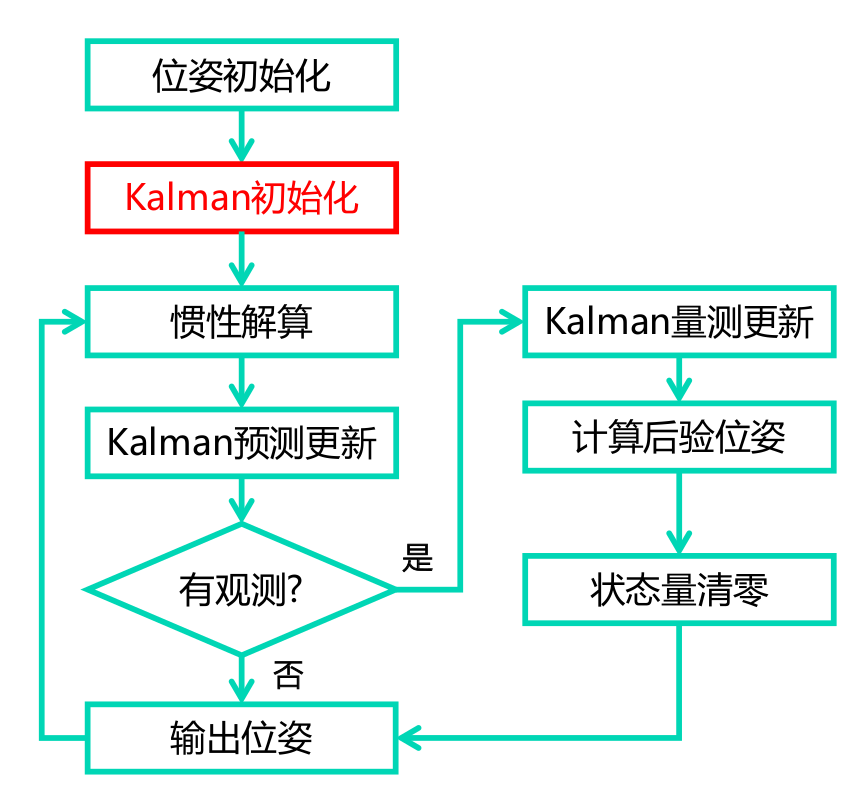 位姿初始化
Kalman初始化
惯性解算
Kalman预测更新
有观测?
是
否
输出位姿
Kalman量测更新
计算后验位姿
状态量清零